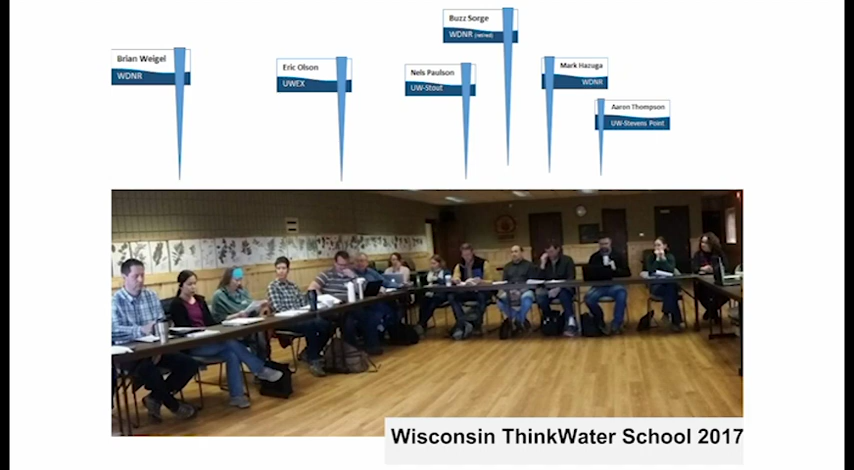 Buzz Sorge
WDNR (retired)
Brian Weigel
WDNR
Eric Olson
UWEX
Nels Paulson
UW-Stout
Mark Hazuga
WDNR
Aaron Thompson
UW-Stevens Point
Wisconsin ThinkWater School 2017